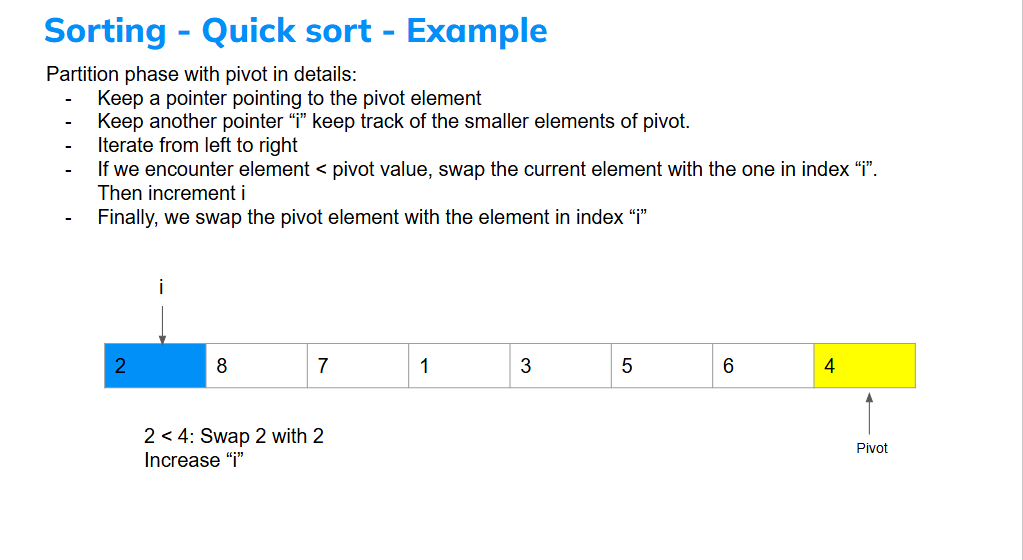 Sorting - Quick sort - Example
Partition phase with pivot in details:
- Keep a pointer pointing to the pivot element
- Keep another pointer “i” keep track of the smaller elements of pivot.
- Iterate from left to right
- If we encounter element < pivot value, swap the current element with the one in index “i”.
Then increment i
- Finally, we swap the pivot element with the element in index “i”
i
2 8 7 1 3 5 6 4
2 < 4: Swap 2 with 2
Increase “i”
Pivot